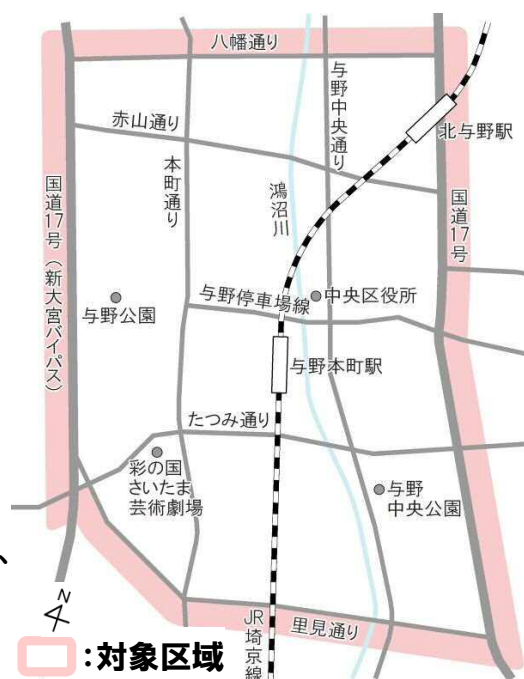 八幡通り
赤山通り
本町通り
与野中央通り
北与野駅
鴻沼川
国道17号(新大宮バイパス)
国道17号
与野公園
与野停車場線
中央区役所
与野本町駅
たつみ通り
彩の国
さいたま
芸術劇場
与野
中央公園
、
N
JR埼京線
里見通り
:対象区域